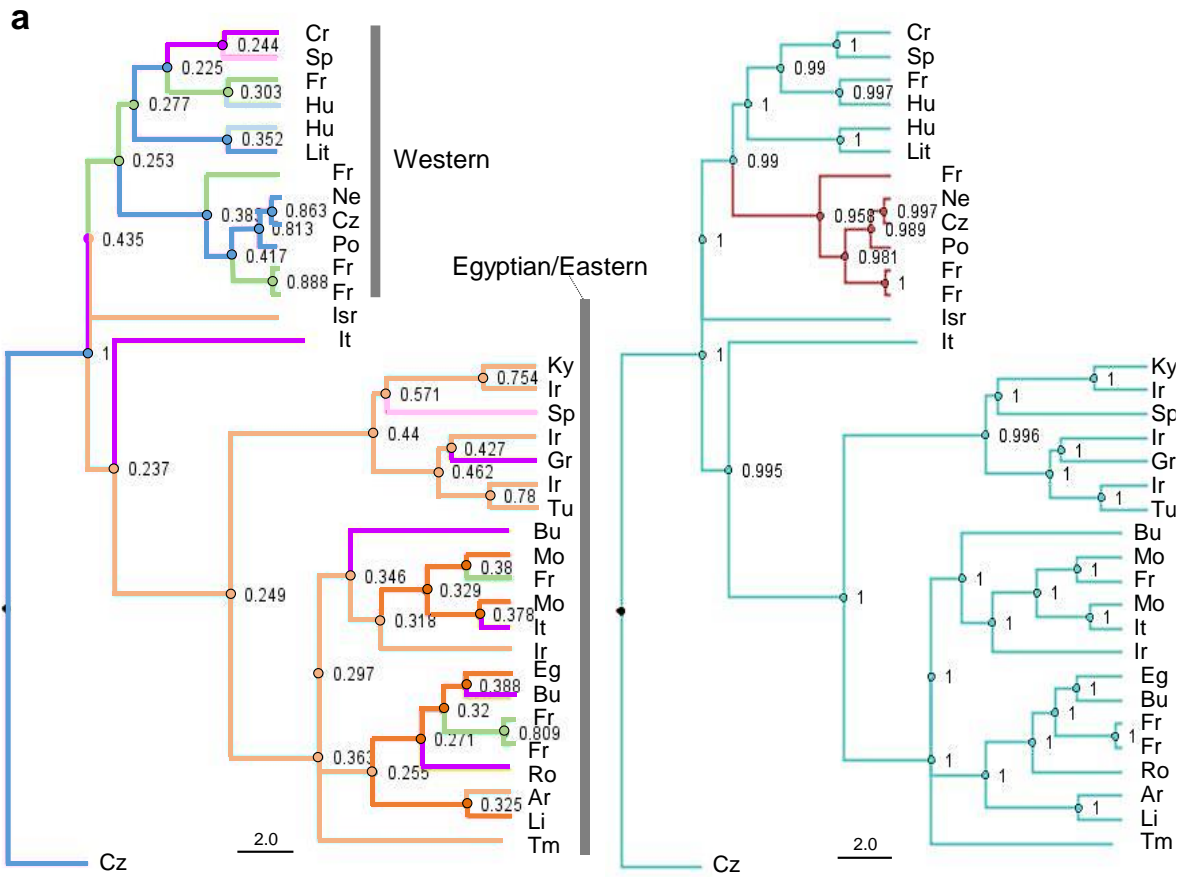 a
Cr
0.244
Sp
0.225
Fr
0.303
Hu
0.277
Hu
0.352
Lit
0.253
Western
Fr
Ne
0.863
0.385
Cz
0.813
Po
0.417
0.435
Fr
0.888
Fr
Egyptian/Eastern
Isr
It
1
Ky
0.754
Ir
0.571
Sp
0.44
Ir
0.427
Gr
0.462
0.237
Ir
0.78
Tu
Bu
Mo
0.38
Fr
0.346
0.329
0.249
Mo
0.378
It
0.318
Ir
0.297
Eg
0.388
Bu
0.32
Fr
0.809
0.271
Fr
0.363
0.255
Ro
Ar
0.325
Li
2.0
Tm
Cz
Cr
1
Sp
0.99
Fr
0.997
Hu
1
Hu
1
Lit
0.99
Fr
Ne
0.997
0.958
Cz
0.989
Po
0.981
1
Fr
1
Fr
Isr
It
1
Ky
1
Ir
1
Sp
0.996
Ir
1
Gr
1
0.995
Ir
1
Tu
Bu
Mo
1
Fr
1
1
1
Mo
1
It
1
Ir
1
Eg
1
Bu
1
Fr
1
1
Fr
1
1
Ro
Ar
1
Li
2.0
Tm
Cz